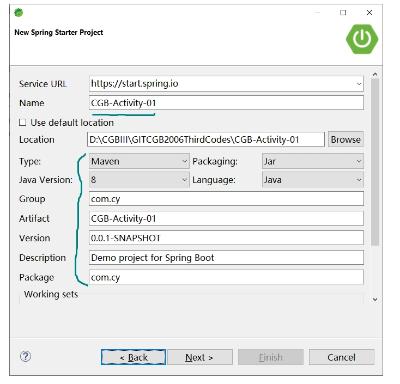 New Spring Starter Project
Service URL https://start.spring.io
Name CGB-Activity-01
Use default location
Location D:\CGBIII\GITCGB2006ThirdCodes\CGB-Activity-01 Browse
Type: Maven Packaging: Jar
Java Version: 8 Language: Java
Group com.cy
Artifact CGB-Activity-01
Version 0.0.1-SNAPSHOT
Description Demo project for Spring Boot
Package com.cy
Working sets
< Back Next > Finish Cancel